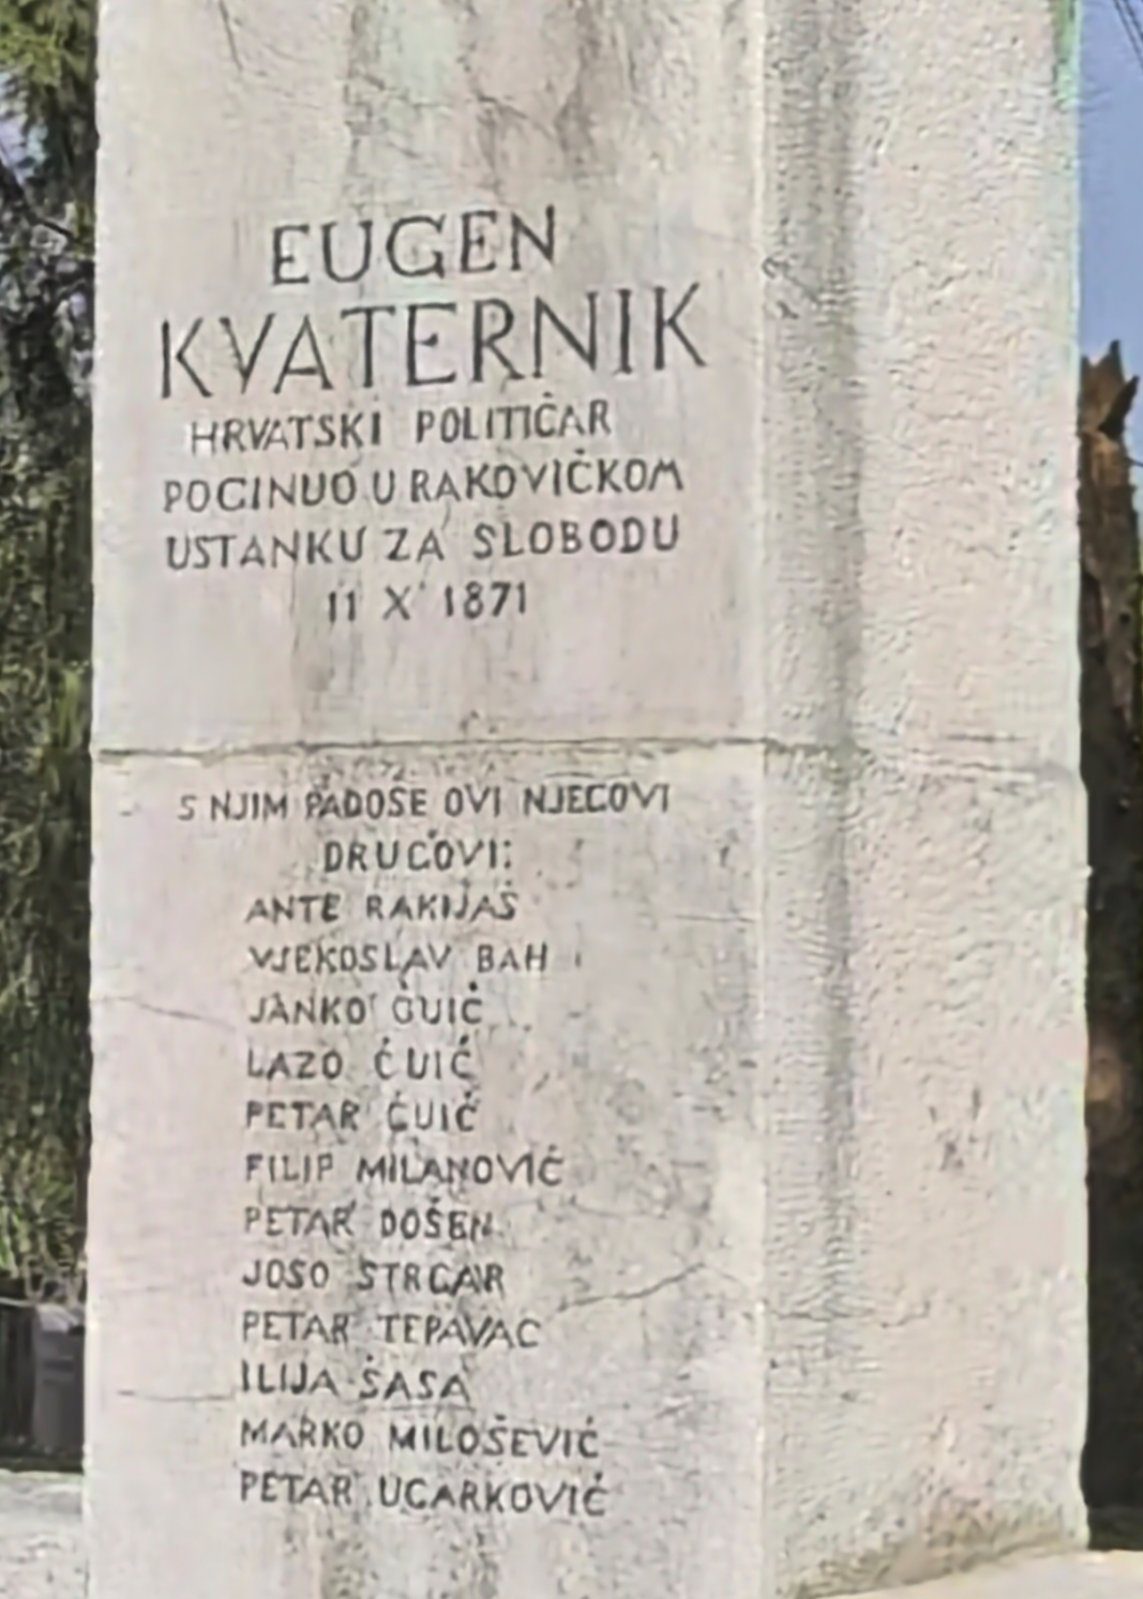 EUGEN
KVATERNIK
HRVATSKI POLITIČAR
POGINUO U RAKOVIČKOM
USTANKU ZA SLOBODU
11 X 1871
S NJIM PADOŠE OVI NJEGOVI
DRUGOVI:
ANTE RAKIJAŠ
VJEKOSLAV BAH
JANKO ČUIĆ
LAZO ČUIĆ
PETAR ČUIĆ
FILIP MILANOVIĆ
PETAR DOŠEN
JOSO STRGAR
PETAR TEPAVAC
ILIJA ŠAŠA
MARKO MILOŠEVIĆ
PETAR UGARKOVIĆ